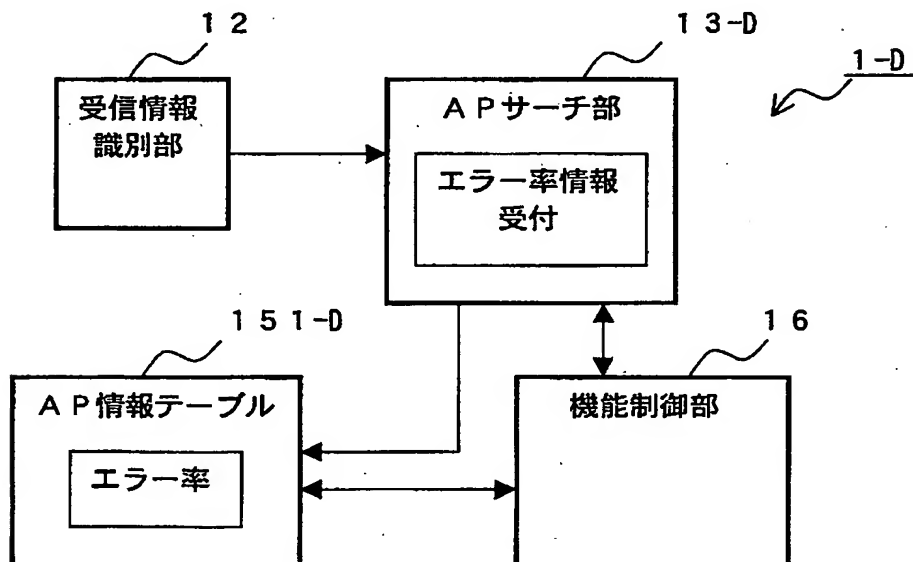 １２
受信情報
識別部
１３-D
ＡＰサーチ部
エラー率情報
受付
1-D
１５１-D
ＡＰ情報テーブル
エラー率
１６
機能制御部